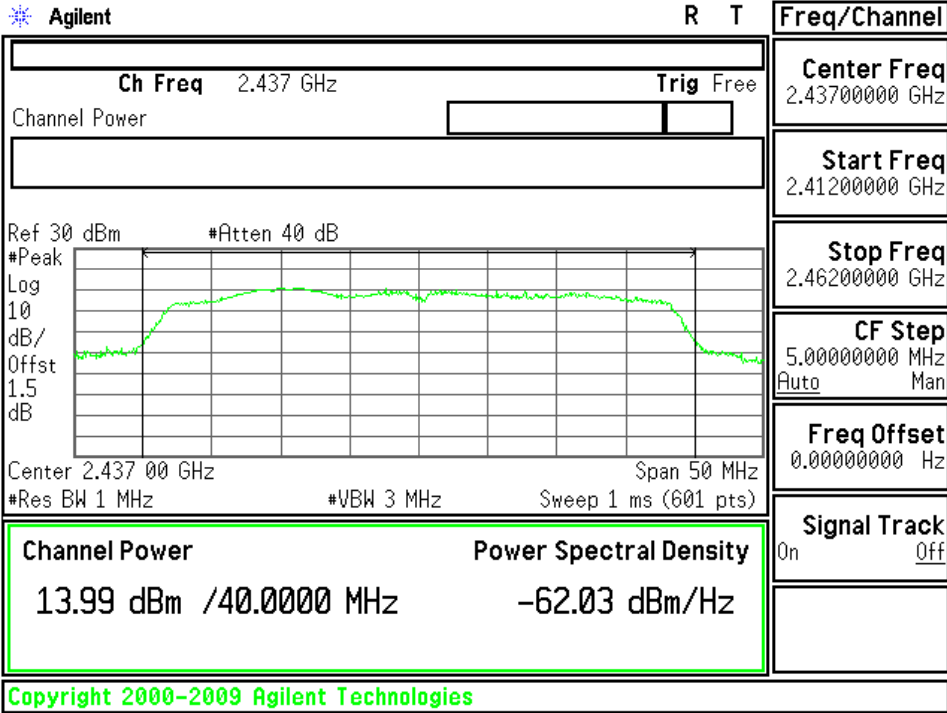 Agilent R T Freq/Channel
Ch Freq 2.437 GHz Trig Free
Channel Power
Ref 30 dBm #Atten 40 dB
#Peak
Log
10
dB/
Offst
1.5
dB
Center 2.437 00 GHz Span 50 MHz
#Res BW 1 MHz #VBW 3 MHz Sweep 1 ms (601 pts)
Channel Power Power Spectral Density
13.99 dBm /40.0000 MHz -62.03 dBm/Hz
Copyright 2000-2009 Agilent Technologies
Center Freq
2.43700000 GHz
Start Freq
2.41200000 GHz
Stop Freq
2.46200000 GHz
CF Step
5.00000000 MHz
Auto Man
Freq Offset
0.00000000 Hz
Signal Track
On Off